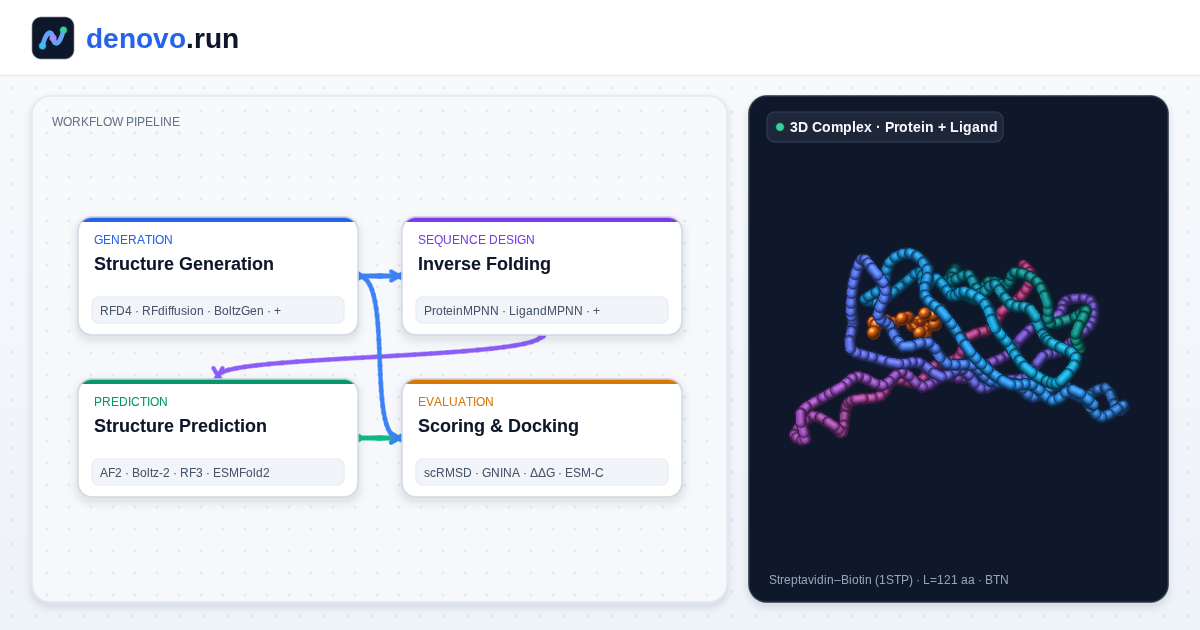 denovo.run
WORKFLOW PIPELINE
GENERATION
Structure Generation
RFD4 · RFdiffusion · BoltzGen · +
SEQUENCE DESIGN
Inverse Folding
ProteinMPNN · LigandMPNN · +
PREDICTION
Structure Prediction
AF2 · Boltz-2 · RF3 · ESMFold2
EVALUATION
Scoring & Docking
scRMSD · GNINA · ΔΔG · ESM-C
3D Complex · Protein + Ligand
Streptavidin–Biotin (1STP) · L=121 aa · BTN